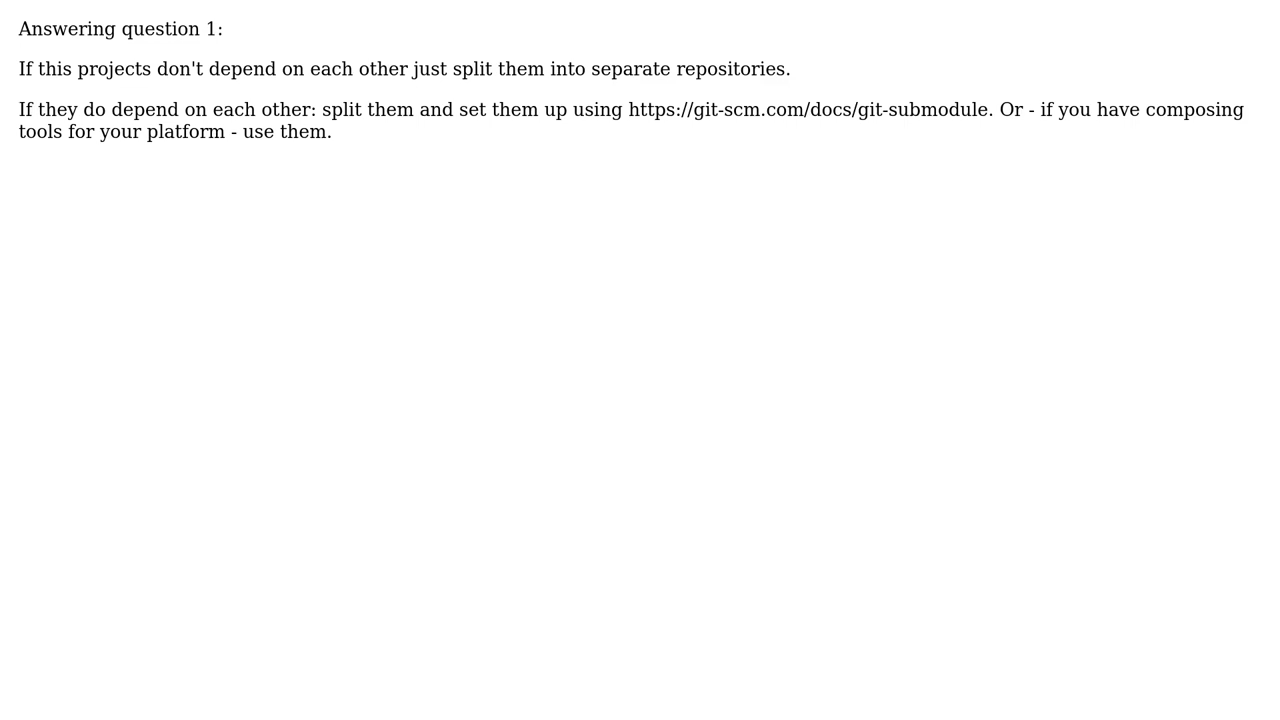 Answering question 1:
If this projects don't depend on each other just split them into separate repositories.
If they do depend on each other: split them and set them up using https://git-scm.com/docs/git-submodule. Or - if you have composing
tools for your platform - use them.